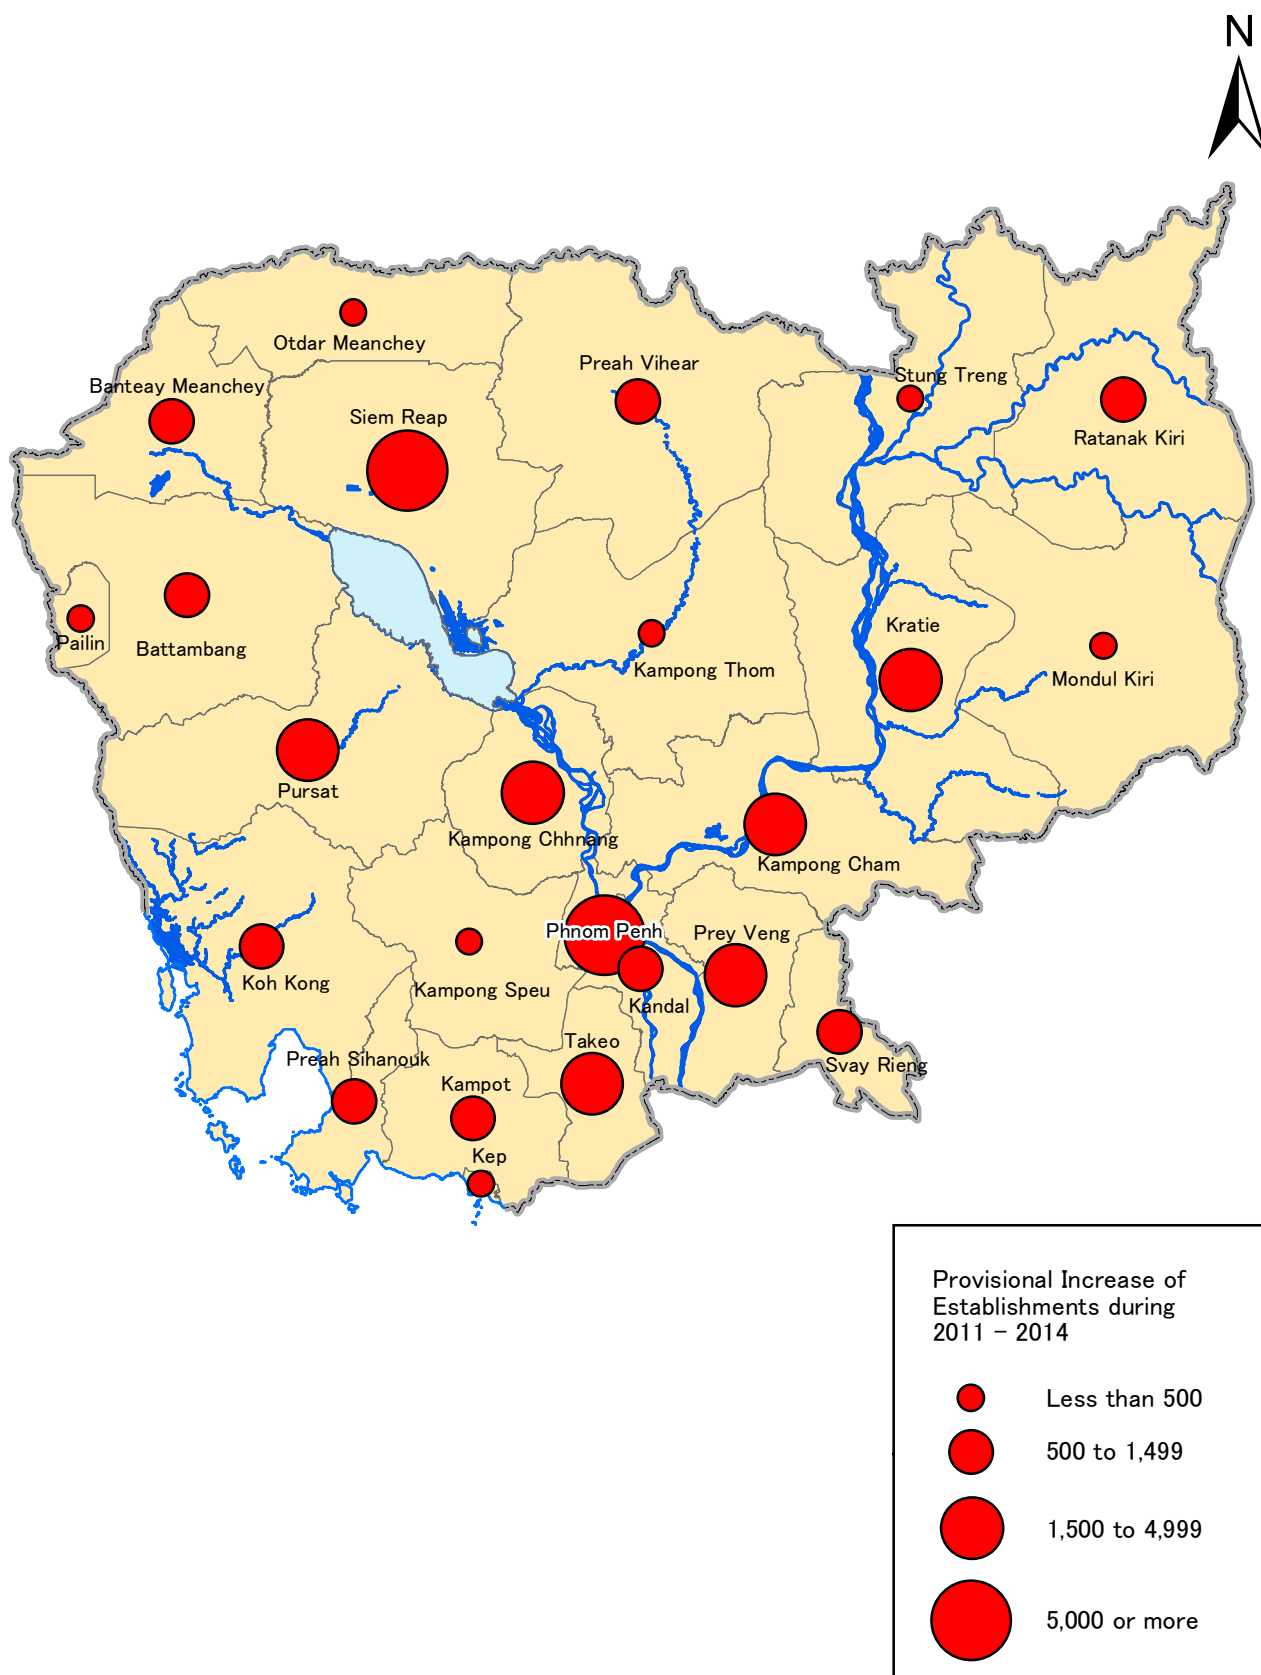 N
Otdar Meanchey
Preah Vihear
Stung Treng
Banteay Meanchey
Siem Reap
Ratanak Kiri
Kratie
Pailin
Battambang
Kampong Thom
Mondul Kiri
Pursat
Kampong Chhnang
Kampong Cham
Phnom Penh
Prey Veng
Koh Kong
Kampong Speu
Kandal
Takeo
Preah Sihanouk
Svay Rieng
Kampot
Kep
Provisional Increase of
Establishments during
2011 - 2014
Less than 500
500 to 1,499
1,500 to 4,999
5,000 or more